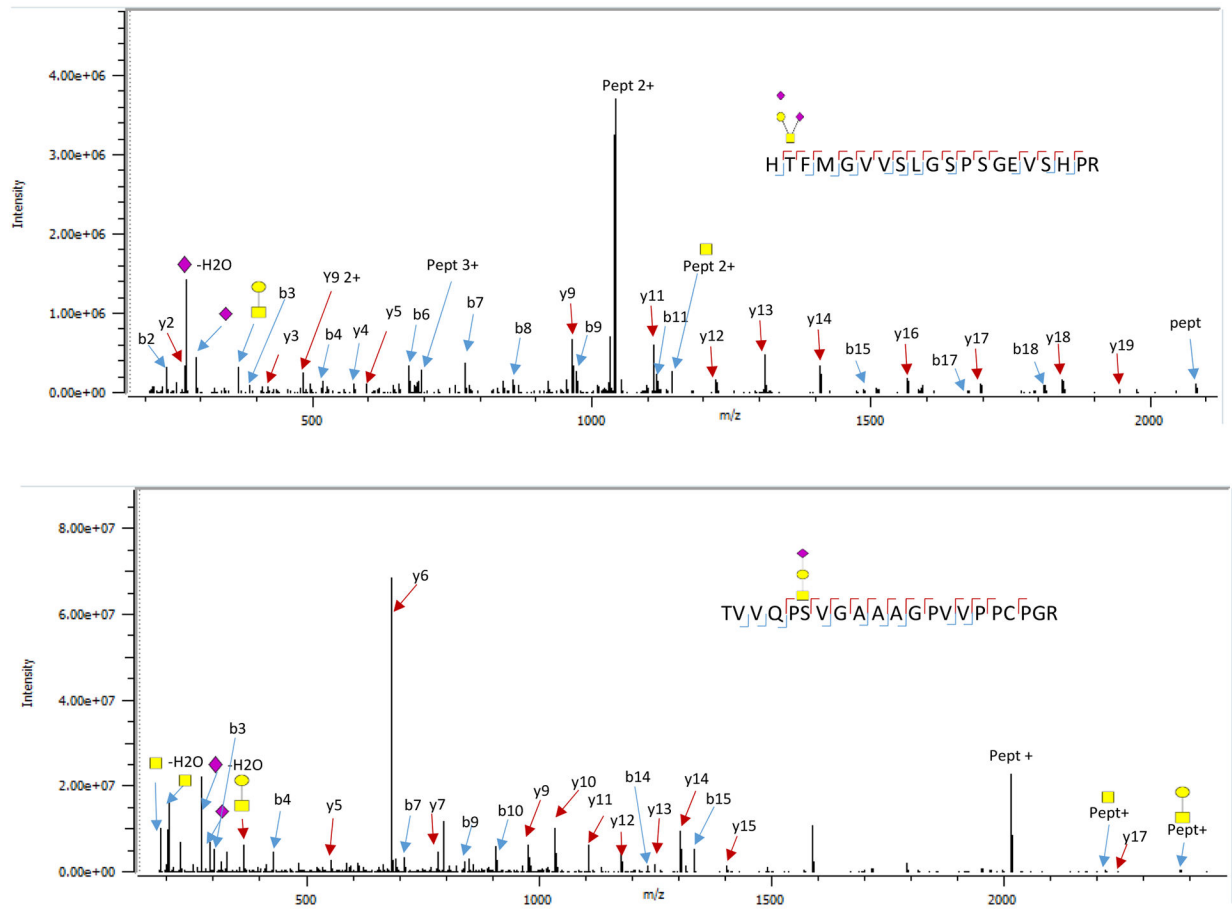 Pept 2+
4.00e+06
HTFMGVVSLGSPSGEVSHPR
3.00e+06
Intensity
-H2O
Pept 2+
2.00e+06
b3
Y9 2+
Pept 3+
y2
b2
y3
b4
y4
y5
b6
b7
b8
y9
b9
y11
b11
y12
y13
y14
b15
y16
b17
y17
b18
y18
y19
pept
1.00e+06
0.00e+00
500
1000
1500
2000
m/z
8.00e+07
y6
TVVQPSVGAAAGPVVPPCPGR
6.00e+07
Intensity
4.00e+07
b3
-H2O
-H2O
Pept +
2.00e+07
b4
y5
b7
y7
b9
b10
y9
y10
y11
y12
b14
y13
y14
b15
y15
Pept+
y17
Pept+
0.00e+00
500
1000
1500
2000
m/z